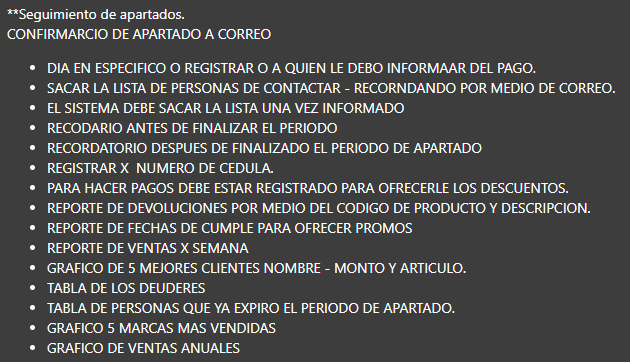 **Seguimiento de apartados.
CONFIRMARCIO DE APARTADO A CORREO
• DIA EN ESPECIFICO O REGISTRAR O A QUIEN LE DEBO INFORMAAR DEL PAGO.
• SACAR LA LISTA DE PERSONAS DE CONTACTAR - RECORNDANDO POR MEDIO DE CORREO.
• EL SISTEMA DEBE SACAR LA LISTA UNA VEZ INFORMADO
• RECODARIO ANTES DE FINALIZAR EL PERIODO
• RECORDATORIO DESPUES DE FINALIZADO EL PERIODO DE APARTADO
• REGISTRAR X  NUMERO DE CEDULA.
• PARA HACER PAGOS DEBE ESTAR REGISTRADO PARA OFRECERLE LOS DESCUENTOS.
• REPORTE DE DEVOLUCIONES POR MEDIO DEL CODIGO DE PRODUCTO Y DESCRIPCION.
• REPORTE DE FECHAS DE CUMPLE PARA OFRECER PROMOS
• REPORTE DE VENTAS X SEMANA
• GRAFICO DE 5 MEJORES CLIENTES NOMBRE - MONTO Y ARTICULO.
• TABLA DE LOS DEUDERES
• TABLA DE PERSONAS QUE YA EXPIRO EL PERIODO DE APARTADO.
• GRAFICO 5 MARCAS MAS VENDIDAS
• GRAFICO DE VENTAS ANUALES